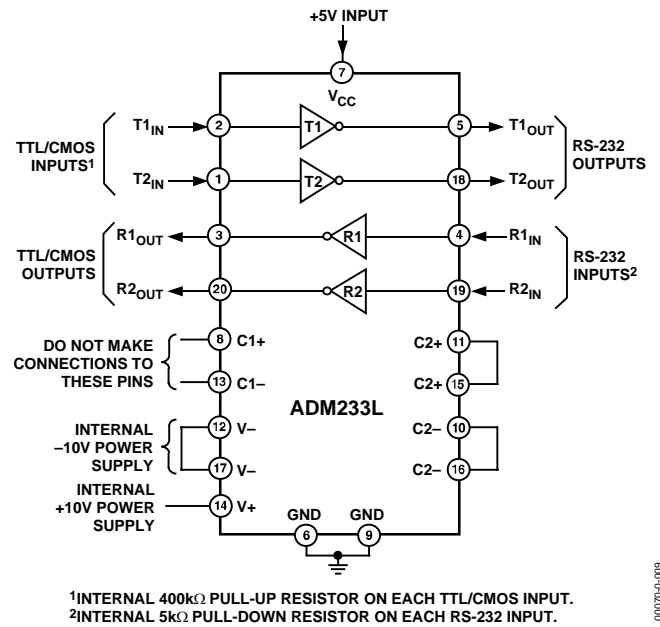 +5V INPUT
7
VCC
T1IN 2 T1 5 T1OUT
TTL/CMOS
INPUTS1
RS-232
OUTPUTS
T2IN 1 T2 18 T2OUT
R1OUT 3 R1 4 R1IN
TTL/CMOS
OUTPUTS
RS-232
INPUTS2
R2OUT 20 R2 19 R2IN
DO NOT MAKE
CONNECTIONS TO
THESE PINS
8 C1+
13 C1–
C2+ 11
C2+ 15
ADM233L
INTERNAL
–10V POWER
SUPPLY
12 V–
17 V–
C2– 10
C2– 16
INTERNAL
+10V POWER
SUPPLY
14 V+
GND GND
6 9
1INTERNAL 400kΩ PULL-UP RESISTOR ON EACH TTL/CMOS INPUT.
2INTERNAL 5kΩ PULL-DOWN RESISTOR ON EACH RS-232 INPUT.
00070-0-009